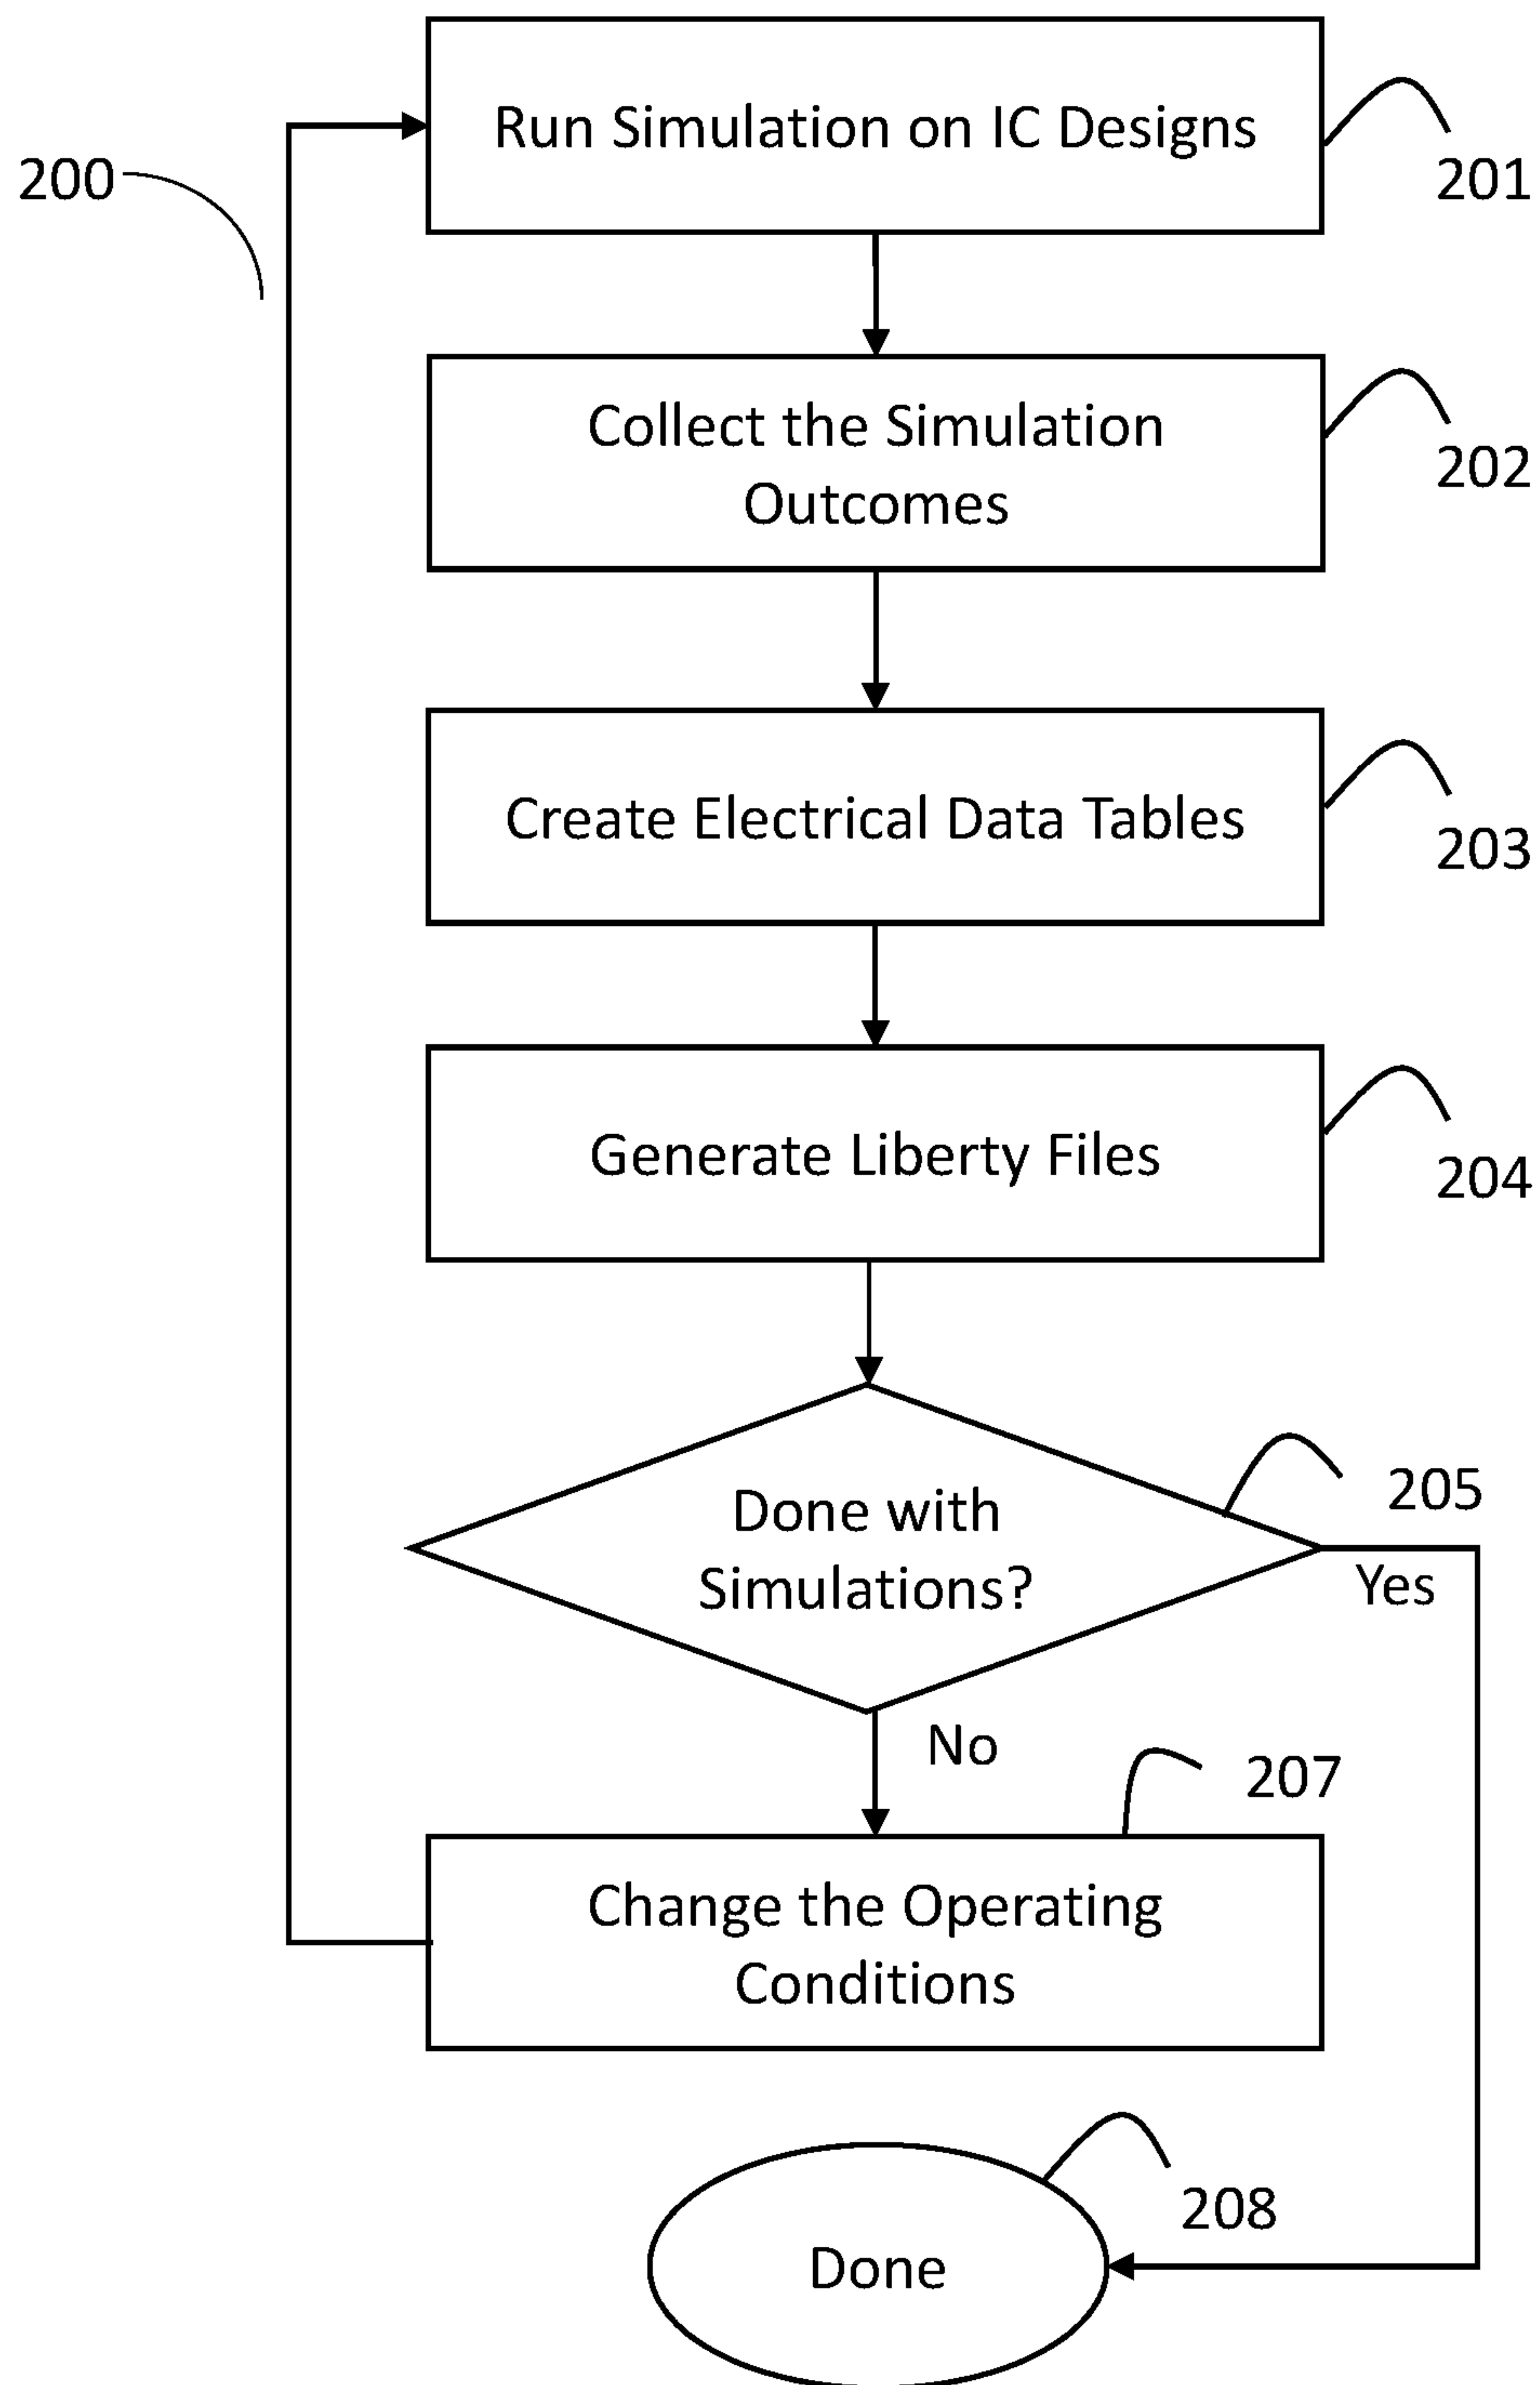 Run Simulation on IC Designs
200
201
Collect the Simulation
Outcomes
202
Create Electrical Data Tables
203
Generate Liberty Files
204
Done with
Simulations?
205
Yes
No
207
Change the Operating
Conditions
208
Done